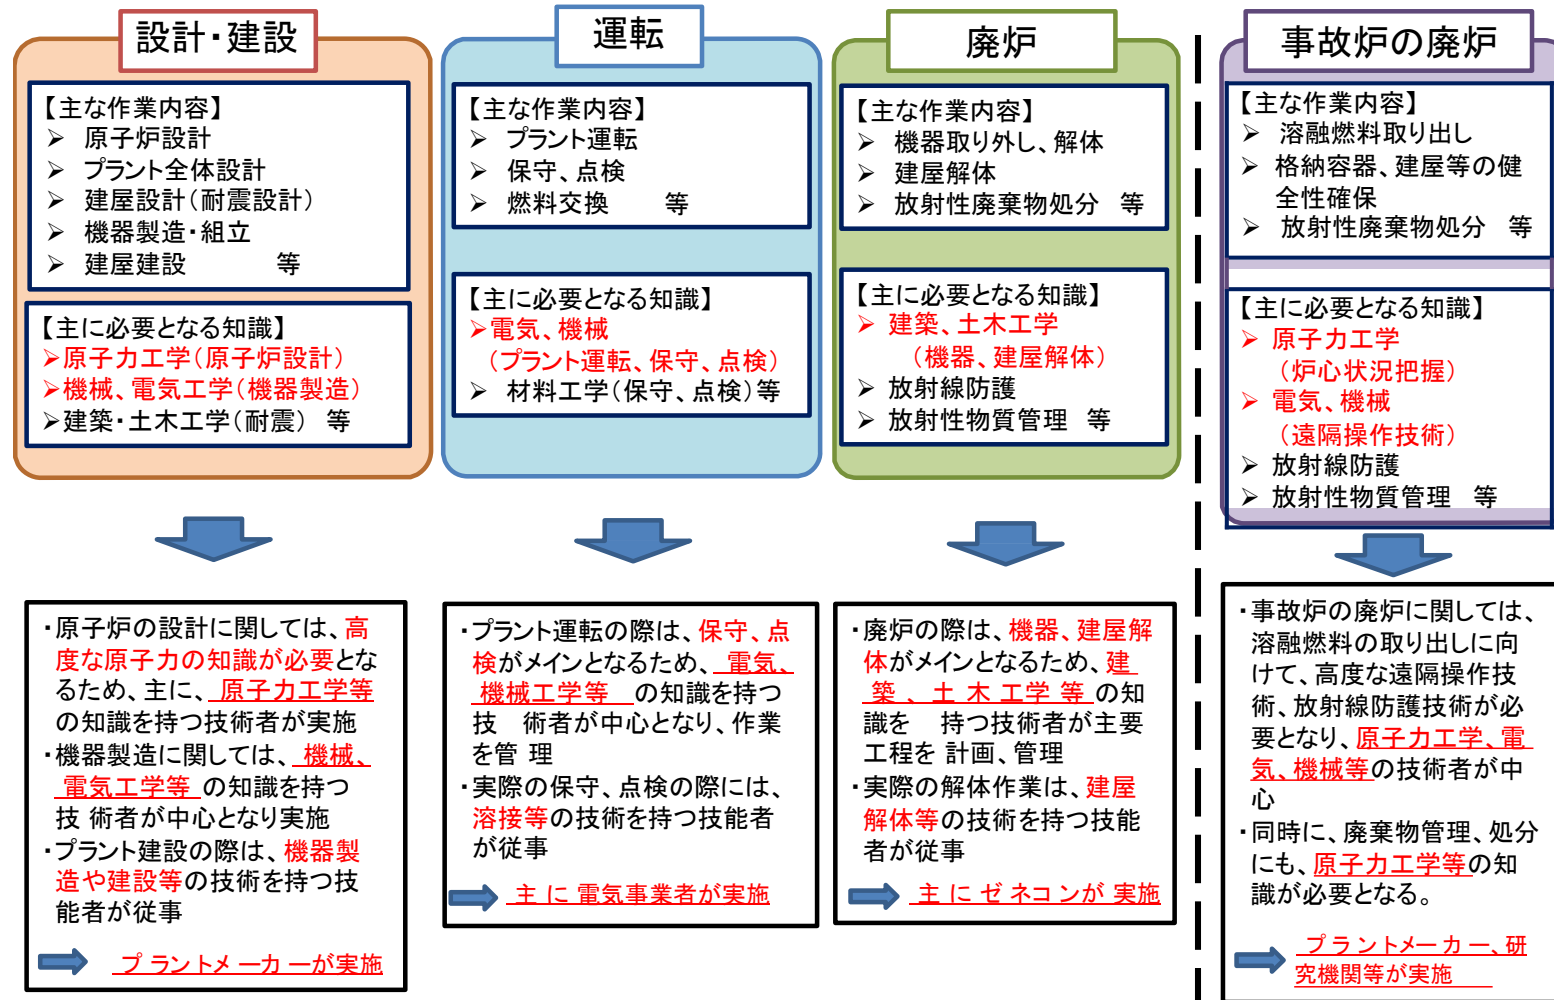 設計・建設
【主な作業内容】
➢ 原子炉設計
➢ プラント全体設計
➢ 建屋設計（耐震設計）
➢ 機器製造・組立
➢ 建屋建設 等
【主に必要となる知識】
➢原子力工学（原子炉設計）
➢機械、電気工学（機器製造）
➢建築・土木工学（耐震） 等
・原子炉の設計に関しては、高
度な原子力の知識が必要とな
るため、主に、原子力工学等
の知識を持つ技術者が実施
・機器製造に関しては、機械、
電気工学等 の知識を持つ
技 術者が中心となり実施
・プラント建設の際は、機器製
造や建設等の技術を持つ技
能者が従事
プラントメーカーが実施
運転
【主な作業内容】
➢ プラント運転
➢ 保守、点検
➢ 燃料交換 等
【主に必要となる知識】
➢電気、機械
（プラント運転、保守、点検）
➢ 材料工学（保守、点検）等
・プラント運転の際は、保守、点
検がメインとなるため、電気、
機械工学等 の知識を持つ
技 術者が中心となり、作業
を管 理
・実際の保守、点検の際には、
溶接等の技術を持つ技能者
が従事
主に電気事業者が実施
廃炉
【主な作業内容】
➢ 機器取り外し、解体
➢ 建屋解体
➢ 放射性廃棄物処分 等
【主に必要となる知識】
➢ 建築、土木工学
（機器、建屋解体）
➢ 放射線防護
➢ 放射性物質管理 等
・廃炉の際は、機器、建屋解
体がメインとなるため、建
築、土木工学等 の知
識を 持つ技術者が主要
工程を 計画、管理
・実際の解体作業は、建屋
解体等の技術を持つ技能
者が従事
主にゼネコンが実施
事故炉の廃炉
【主な作業内容】
➢ 溶融燃料取り出し
➢ 格納容器、建屋等の健
全性確保
➢ 放射性廃棄物処分 等
【主に必要となる知識】
➢ 原子力工学
（炉心状況把握）
➢ 電気、機械
（遠隔操作技術）
➢ 放射線防護
➢ 放射性物質管理 等
・事故炉の廃炉に関しては、
溶融燃料の取り出しに向
けて、高度な遠隔操作技
術、放射線防護技術が必
要となり、原子力工学、電
気、機械等の技術者が中
心
・同時に、廃棄物管理、処分
にも、原子力工学等の知
識が必要となる。
プラントメーカー、研
究機関等が実施